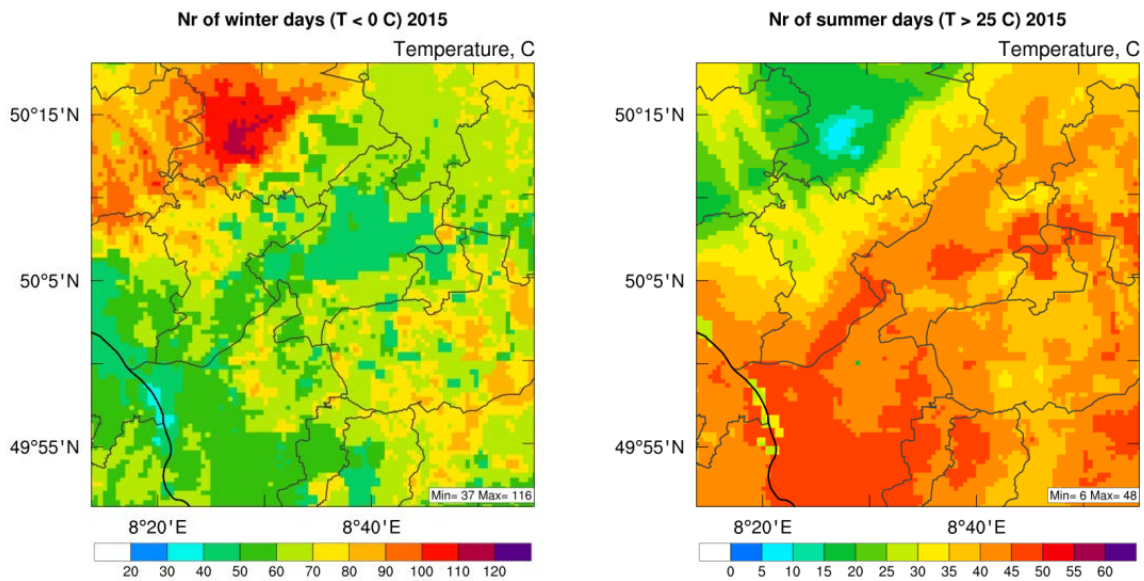 Nr of winter days (T < 0 C) 2015
Temperature, C
50°15'N
50°5'N
49°55'N
Min= 37 Max= 116
8°20'E 8°40'E
20 30 40 50 60 70 80 90 100 110 120
Nr of summer days (T > 25 C) 2015
Temperature, C
50°15'N
50°5'N
49°55'N
Min= 6 Max= 48
8°20'E 8°40'E
0 5 10 15 20 25 30 35 40 45 50 55 60